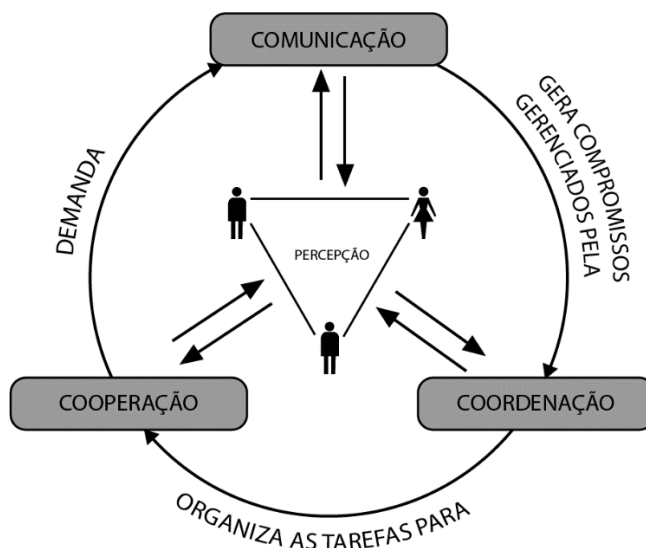 COMUNICAÇÃO
GERA COMPROMISSOS
GERENCIADOS PELA
DEMANDA
PERCEPÇÃO
COOPERAÇÃO
COORDENAÇÃO
ORGANIZA AS TAREFAS PARA